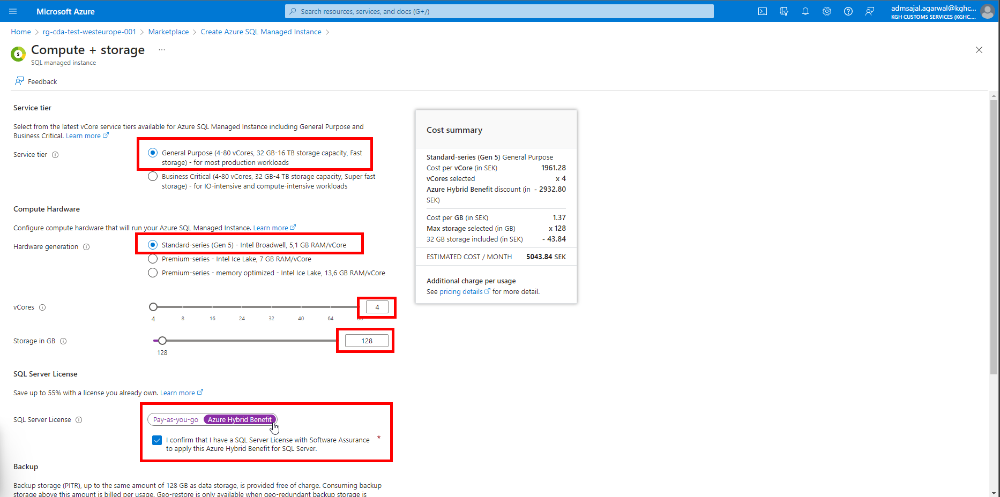 Microsoft Azure
Search resources, services, and docs (G+/)
admsajal.agarwal@kghc...
KGH CUSTOMS SERVICES (KGHC....
Home > rg-cda-test-westeurope-001 > Marketplace > Create Azure SQL Managed Instance >
Compute + storage ...
SQL managed instance
Feedback
Service tier
Select from the latest vCore service tiers available for Azure SQL Managed Instance including General Purpose and
Business Critical. Learn more
Service tier
General Purpose (4-80 vCores, 32 GB-16 TB storage capacity, Fast
storage) - for most production workloads
Business Critical (4-80 vCores, 32 GB-4 TB storage capacity, Super fast
storage) - for IO-intensive and compute-intensive workloads
Compute Hardware
Configure compute hardware that will run your Azure SQL Managed Instance. Learn more
Hardware generation
Standard-series (Gen 5) - Intel Broadwell, 5,1 GB RAM/vCore
Premium-series - Intel Ice Lake, 7 GB RAM/vCore
Premium-series - memory optimized - Intel Ice Lake, 13,6 GB RAM/vCore
vCores
4
4 8 16 24 32 40 64
Storage in GB
128
128
SQL Server License
Save up to 55% with a license you already own. Learn more
SQL Server License
Pay-as-you-go Azure Hybrid Benefit
I confirm that I have a SQL Server License with Software Assurance *
to apply this Azure Hybrid Benefit for SQL Server.
Backup
Backup storage (PITR), up to the same amount of 128 GB as data storage, is provided free of charge. Consuming backup
storage above this amount is billed per usage. Geo-restore is only available when geo-redundant backup storage is
Cost summary
Standard-series (Gen 5) General Purpose
Cost per vCore (in SEK) 1961.28
vCores selected x 4
Azure Hybrid Benefit discount (in - 2932.80
SEK)
Cost per GB (in SEK) 1.37
Max storage selected (in GB) x 128
32 GB storage included (in SEK) - 43.84
ESTIMATED COST / MONTH 5043.84 SEK
Additional charge per usage
See pricing details for more detail.